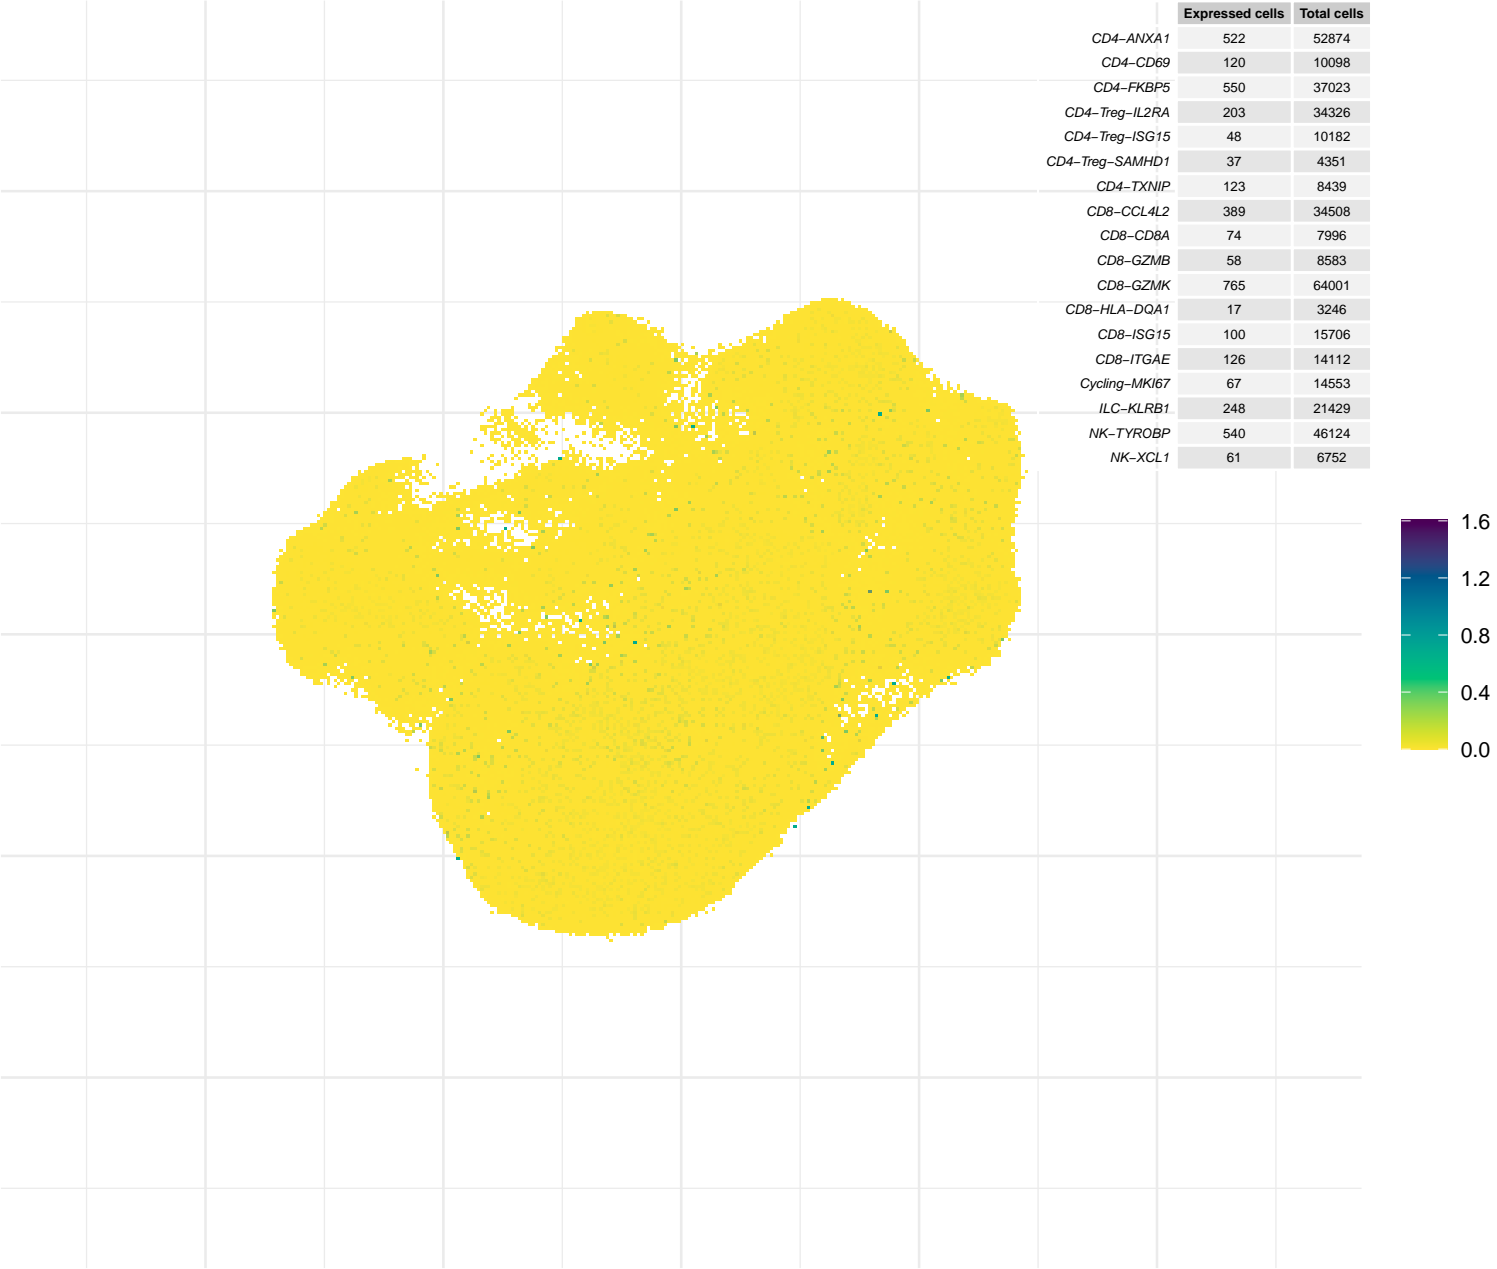 Expressed cells Total cells
CD4−ANXA1 522 52874
CD4−CD69 120 10098
CD4−FKBP5 550 37023
CD4−Treg−IL2RA 203 34326
CD4−Treg−ISG15 48 10182
CD4−Treg−SAMHD1 37 4351
CD4−TXNIP 123 8439
CD8−CCL4L2 389 34508
CD8−CD8A 74 7996
CD8−GZMB 58 8583
CD8−GZMK 765 64001
CD8−HLA−DQA1 17 3246
CD8−ISG15 100 15706
CD8−ITGAE 126 14112
Cycling−MKI67 67 14553
ILC−KLRB1 248 21429
NK−TYROBP 540 46124
NK−XCL1 61 6752
1.6
1.2
0.8
0.4
0.0